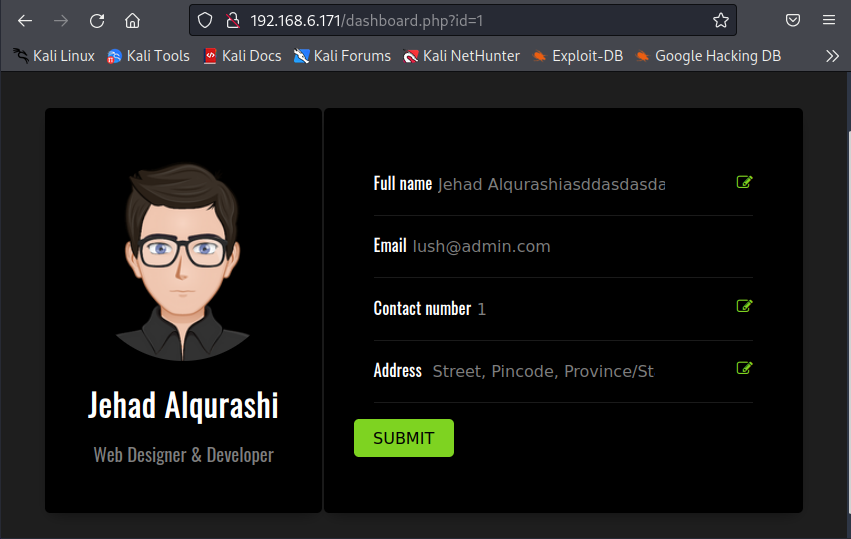 192.168.6.171/dashboard.php?id=1
Kali Linux Kali Tools Kali Docs Kali Forums Kali NetHunter Exploit-DB Google Hacking DB
Full name Jehad Alqurashiasddasdasda
Email lush@admin.com
Contact number 1
Address Street, Pincode, Province/St
SUBMIT
Jehad Alqurashi
Web Designer & Developer